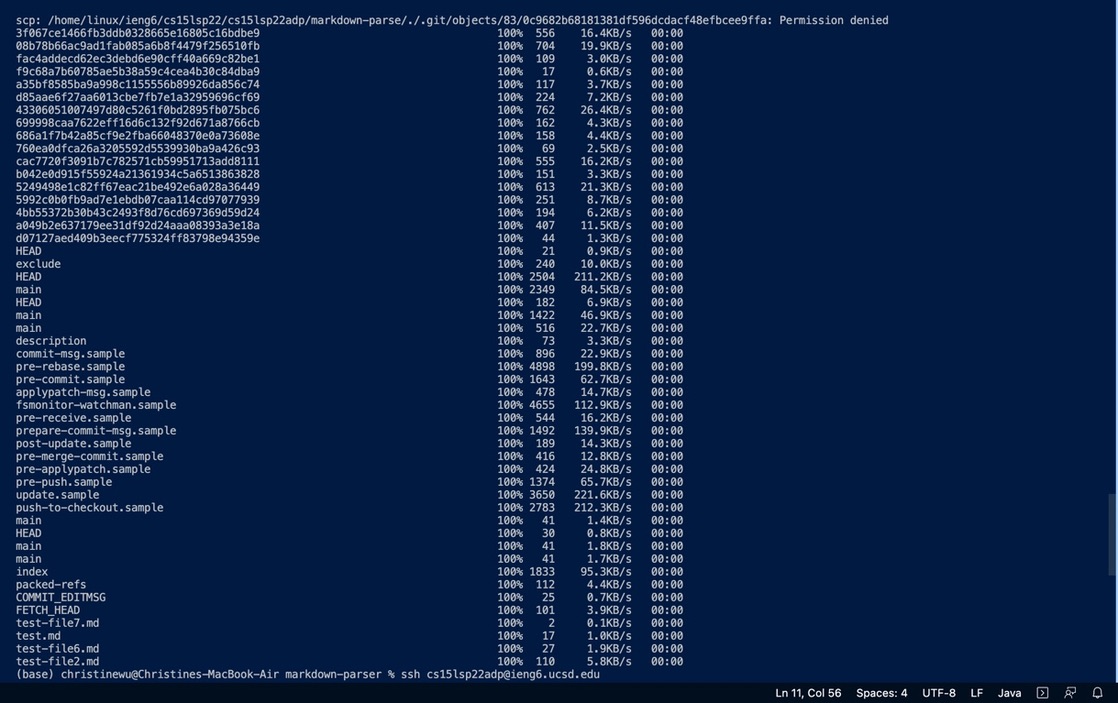 scp: /home/linux/ieng6/cs15lsp22/cs15lsp22adp/markdown-parse/./.git/objects/83/0c9682b68181381df596dcdacf48efbcee9ffa: Permission denied
3f067ce1466fb3ddb0328665e16805c16bdbe9 100% 556 16.4KB/s 00:00
08b78b66ac9ad1fab085a6b8f4479f256510fb 100% 704 19.9KB/s 00:00
fac4addecd62ec3debd6e90cff40a669c82be1 100% 109 3.0KB/s 00:00
f9c68a7b60785ae5b38a59c4cea4b30c84dba9 100% 17 0.6KB/s 00:00
a35bf8585ba9a998c1155556b89926da856c74 100% 117 3.7KB/s 00:00
d85aae6f27aa6013cbe7fb7e1a32959696cf69 100% 224 7.2KB/s 00:00
43306051007497d80c5261f0bd2895fb075bc6 100% 762 26.4KB/s 00:00
699998caa7622eff16d6c132f92d671a8766cb 100% 162 4.3KB/s 00:00
686a1f7b42a85cf9e2fba66048370e0a73608e 100% 158 4.4KB/s 00:00
760ea0dfca26a3205592d5539930ba9a426c93 100% 69 2.5KB/s 00:00
cac7720f3091b7c782571cb59951713add8111 100% 555 16.2KB/s 00:00
b042e0d915f55924a21361934c5a6513863828 100% 151 3.3KB/s 00:00
5249498e1c82ff67eac21be492e6a028a36449 100% 613 21.3KB/s 00:00
5992c0b0fb9ad7e1ebdb07caa114cd97077939 100% 251 8.7KB/s 00:00
4bb55372b30b43c2493f8d76cd697369d59d24 100% 194 6.2KB/s 00:00
a049b2e637179ee31df92d24aaa08393a3e18a 100% 407 11.5KB/s 00:00
d07127aed409b3eecf775324ff83798e94359e 100% 44 1.3KB/s 00:00
HEAD 100% 21 0.9KB/s 00:00
exclude 100% 240 10.0KB/s 00:00
HEAD 100% 2504 211.2KB/s 00:00
main 100% 2349 84.5KB/s 00:00
HEAD 100% 182 6.9KB/s 00:00
main 100% 1422 46.9KB/s 00:00
main 100% 516 22.7KB/s 00:00
description 100% 73 3.3KB/s 00:00
commit-msg.sample 100% 896 22.9KB/s 00:00
pre-rebase.sample 100% 4898 199.8KB/s 00:00
pre-commit.sample 100% 1643 62.7KB/s 00:00
applypatch-msg.sample 100% 478 14.7KB/s 00:00
fsmonitor-watchman.sample 100% 4655 112.9KB/s 00:00
pre-receive.sample 100% 544 16.2KB/s 00:00
prepare-commit-msg.sample 100% 1492 139.9KB/s 00:00
post-update.sample 100% 189 14.3KB/s 00:00
pre-merge-commit.sample 100% 416 12.8KB/s 00:00
pre-applypatch.sample 100% 424 24.8KB/s 00:00
pre-push.sample 100% 1374 65.7KB/s 00:00
update.sample 100% 3650 221.6KB/s 00:00
push-to-checkout.sample 100% 2783 212.3KB/s 00:00
main 100% 41 1.4KB/s 00:00
HEAD 100% 30 0.8KB/s 00:00
main 100% 41 1.8KB/s 00:00
main 100% 41 1.7KB/s 00:00
index 100% 1833 95.3KB/s 00:00
packed-refs 100% 112 4.4KB/s 00:00
COMMIT_EDITMSG 100% 25 0.7KB/s 00:00
FETCH_HEAD 100% 101 3.9KB/s 00:00
test-file7.md 100% 2 0.1KB/s 00:00
test.md 100% 17 1.0KB/s 00:00
test-file6.md 100% 27 1.9KB/s 00:00
test-file2.md 100% 110 5.8KB/s 00:00
(base) christinewu@Christines-MacBook-Air markdown-parser % ssh cs15lsp22adp@ieng6.ucsd.edu
Ln 11, Col 56 Spaces: 4 UTF-8 LF Java